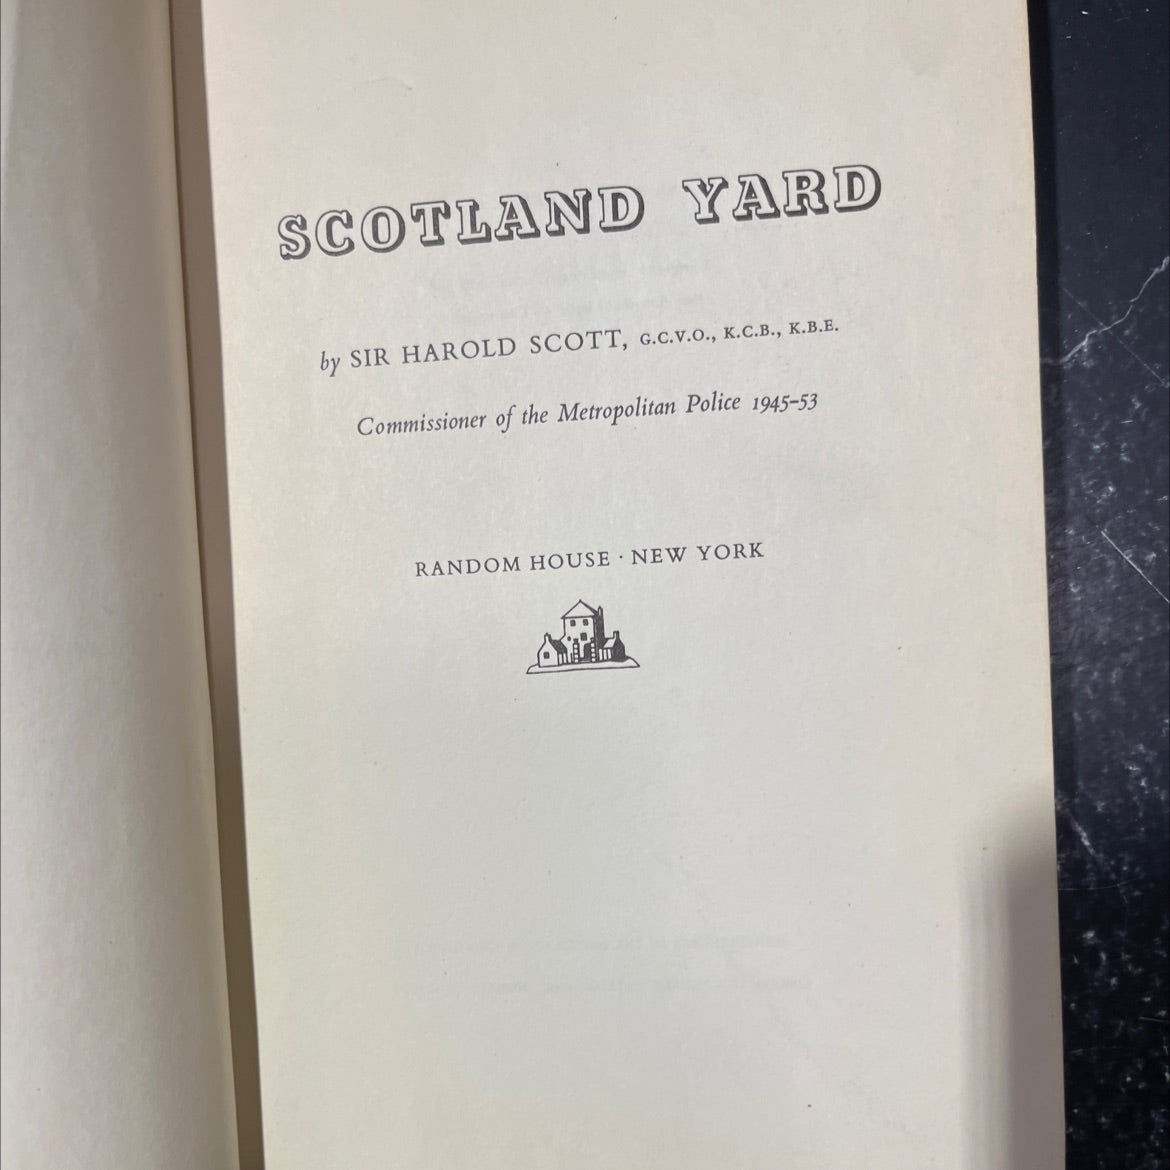 SCOTLAND YARD
by SIR HAROLD SCOTT, G.C.V.O., K.C.B., K.B.E.
Commissioner of the Metropolitan Police 1945–53
RANDOM HOUSE · NEW YORK